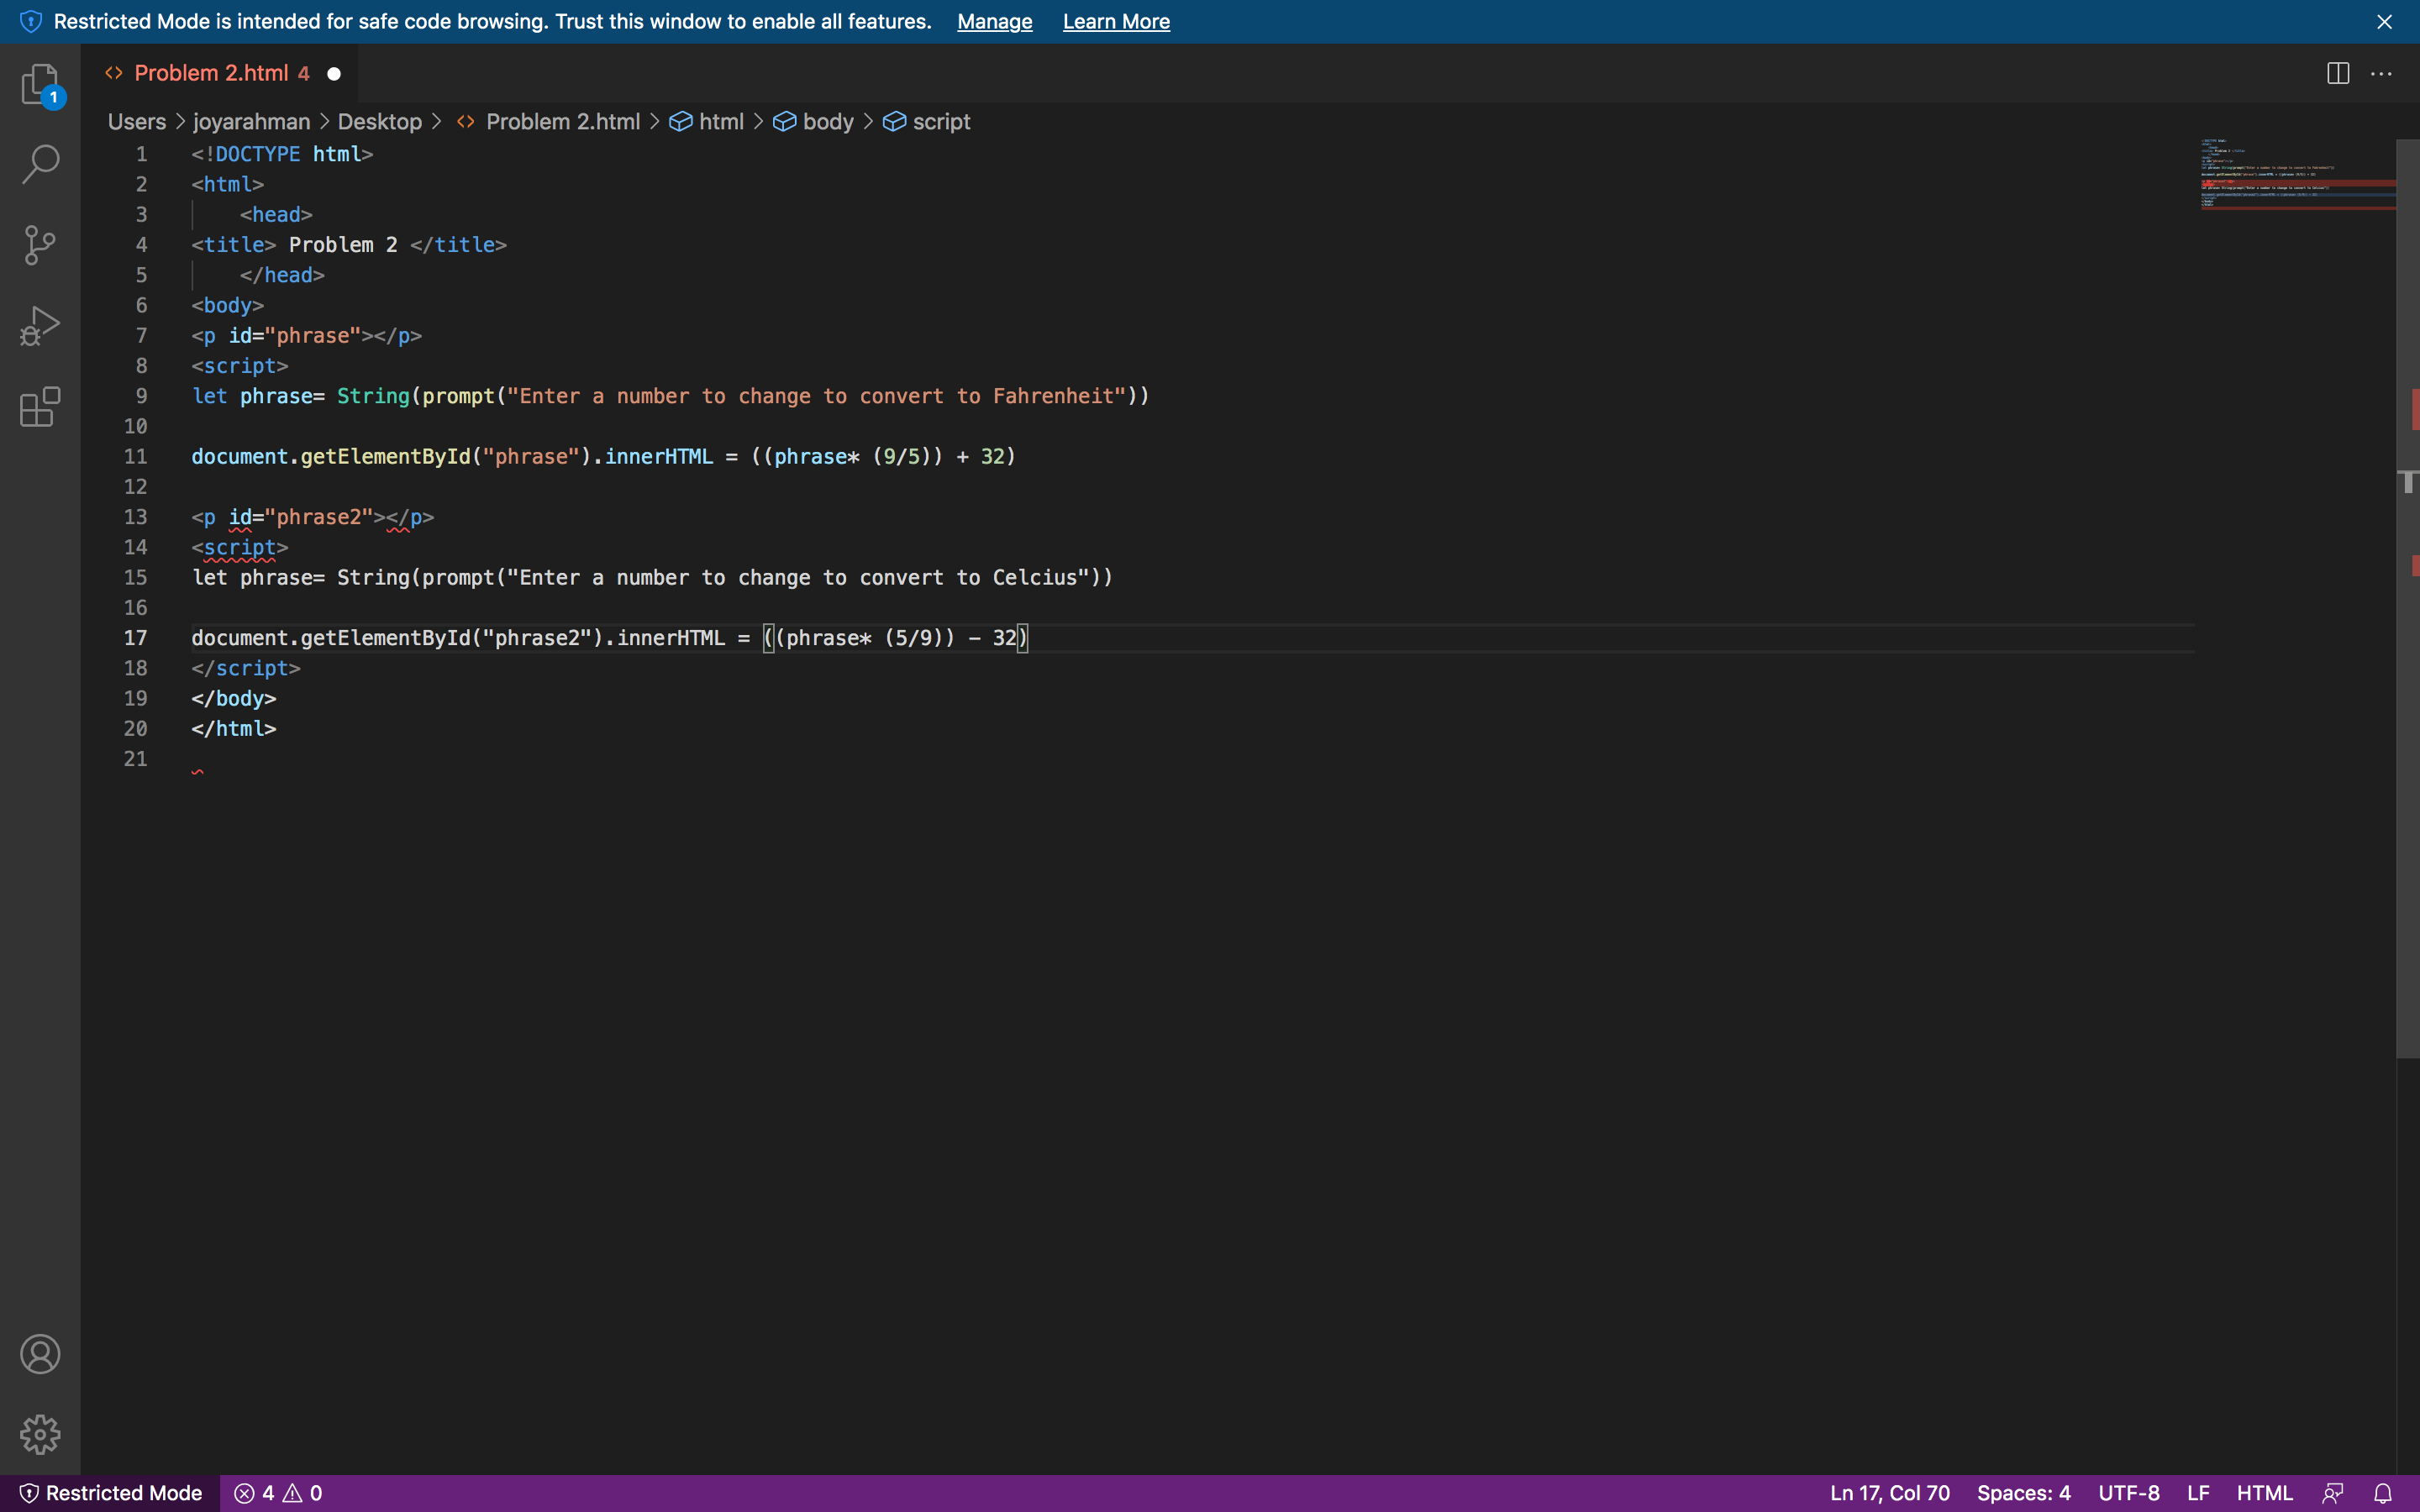 Restricted Mode is intended for safe code browsing. Trust this window to enable all features. Manage Learn More
1
Problem 2.html 4
Users > joyarahman > Desktop > Problem 2.html > html > body > script
1 <!DOCTYPE html>
2 <html>
3 <head>
4 <title> Problem 2 </title>
5 </head>
6 <body>
7 <p id="phrase"></p>
8 <script>
9 let phrase= String(prompt("Enter a number to change to convert to Fahrenheit"))
10
11 document.getElementById("phrase").innerHTML = ((phrase* (9/5)) + 32)
12
13 <p id="phrase2"></p>
14 <script>
15 let phrase= String(prompt("Enter a number to change to convert to Celcius"))
16
17 document.getElementById("phrase2").innerHTML = ((phrase* (5/9)) - 32)
18 </script>
19 </body>
20 </html>
21
Restricted Mode 4 0 Ln 17, Col 70 Spaces: 4 UTF-8 LF HTML